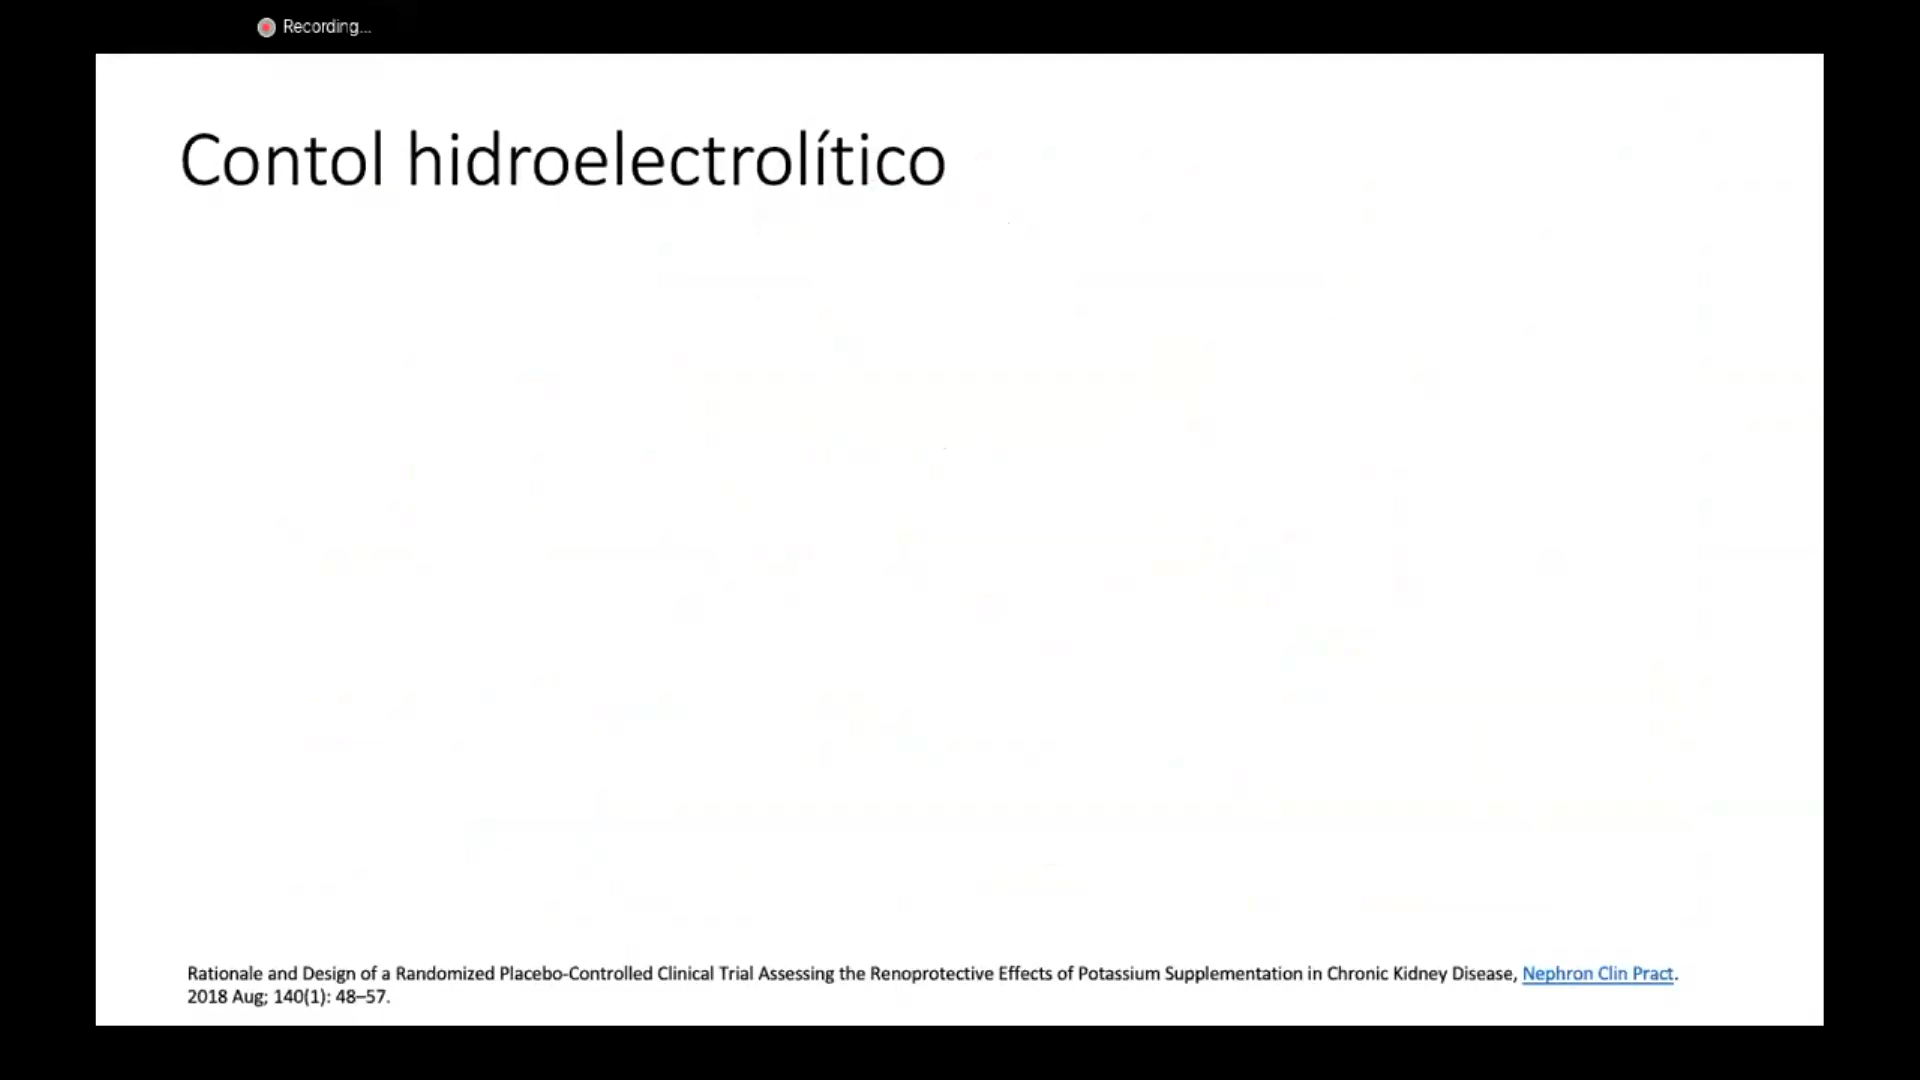 Recording...
Contol hidroelectrolítico
Rationale and Design of a Randomized Placebo-Controlled Clinical Trial Assessing the Renoprotective Effects of Potassium Supplementation in Chronic Kidney Disease, Nephron Clin Pract.
2018 Aug; 140(1): 48–57.